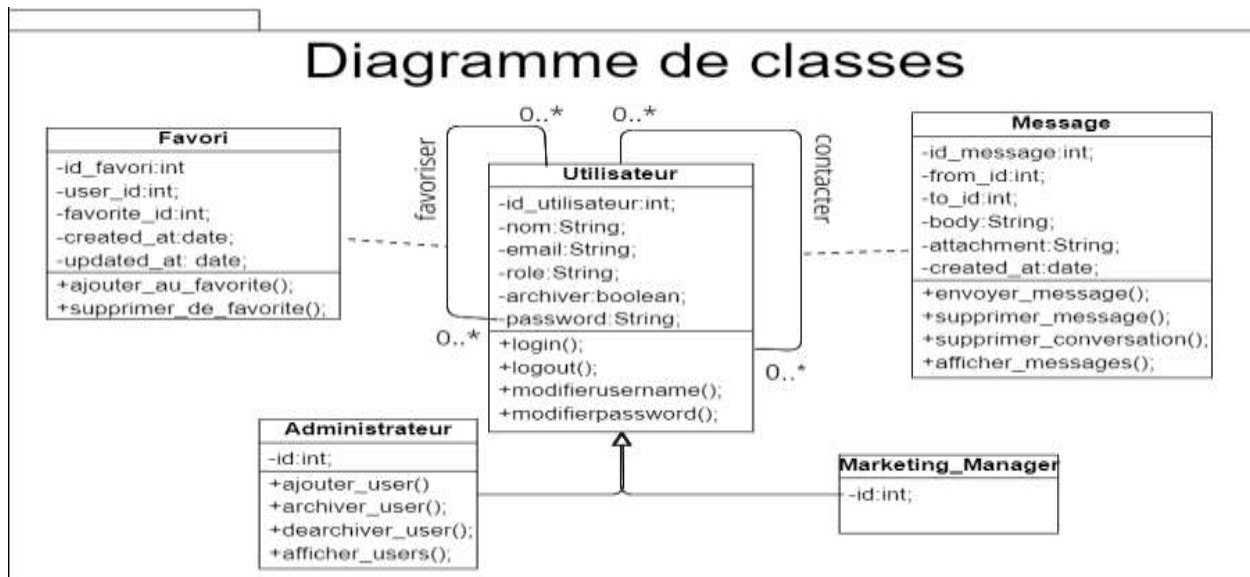 Diagramme de classes
Favori
-id_favori:int
-user_id:int;
-favorite_id:int;
-created_at:date;
-updated_at: date;
+ajouter_au_favorite();
+supprimer_de_favorite();
favoriser
0..*
0..*
0..*
0..*
contacter
Utilisateur
-id_utilisateur:int;
-nom:String;
-email:String;
-role:String;
-archiver:boolean;
-password:String;
+login();
+logout();
+modifierusername();
+modifierpassword();
Message
-id_message:int;
-from_id:int;
-to_id:int;
-body:String;
-attachment:String;
-created_at:date;
+envoyer_message();
+supprimer_message();
+supprimer_conversation();
+afficher_messages();
Administrateur
-id:int;
+ajouter_user()
+archiver_user();
+dearchiver_user();
+afficher_users();
Marketing_Manager
-id:int;